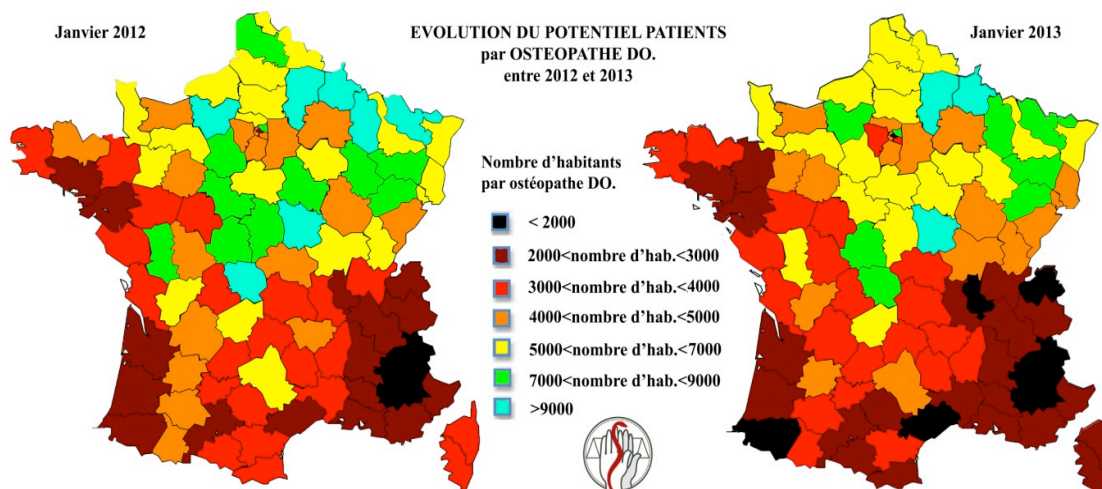 Janvier 2012
EVOLUTION DU POTENTIEL PATIENTS
par OSTEOPATHE DO.
entre 2012 et 2013
Janvier 2013
Nombre d'habitants
par ostéopathe DO.
< 2000
2000<nombre d'hab.<3000
3000<nombre d'hab.<4000
4000<nombre d'hab.<5000
5000<nombre d'hab.<7000
7000<nombre d'hab.<9000
>9000